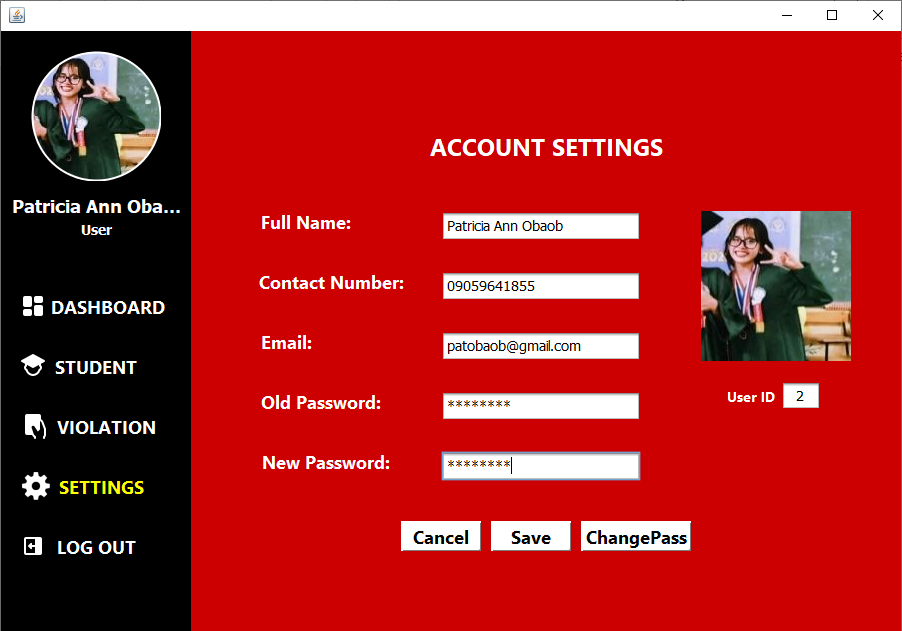 Patricia Ann Oba...
User
DASHBOARD
STUDENT
VIOLATION
SETTINGS
LOG OUT
ACCOUNT SETTINGS
Full Name: Patricia Ann Obaob
Contact Number: 09059641855
Email: patobaob@gmail.com
Old Password: ********
New Password: ********
User ID 2
Cancel Save ChangePass